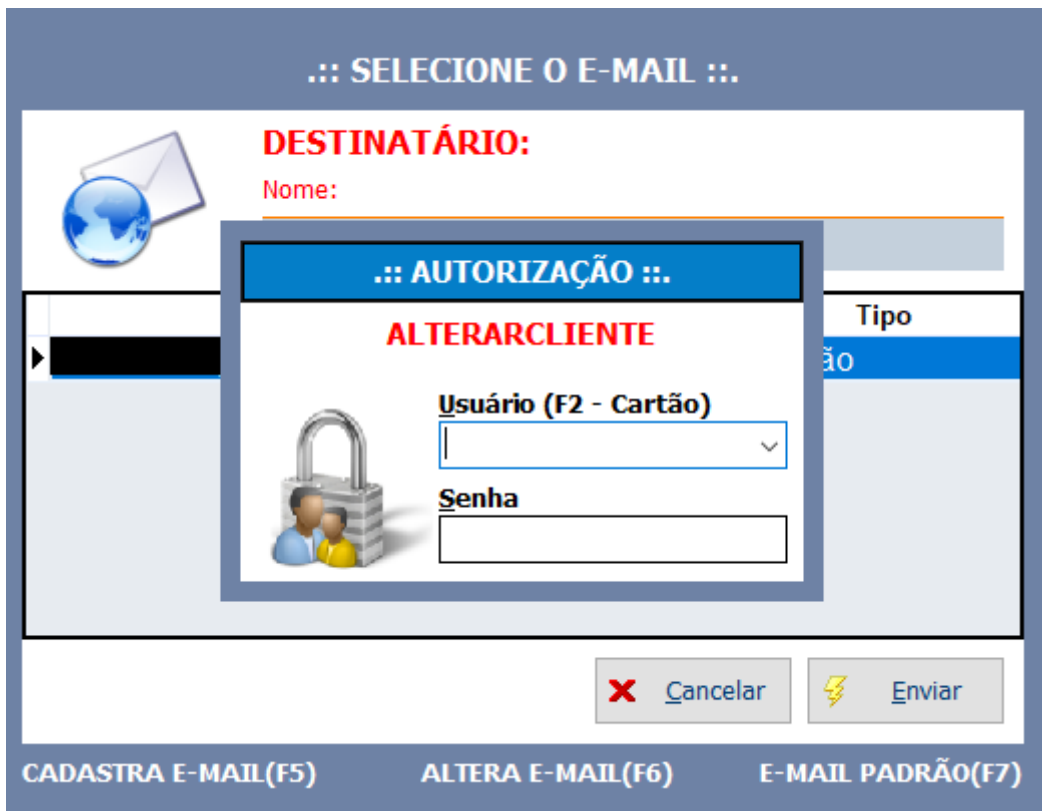 .:: SELECIONE O E-MAIL ::.
DESTINATÁRIO:
Nome:
.:: AUTORIZAÇÃO ::.
ALTERARCLIENTE
Tipo
ão
Usuário (F2 - Cartão)
Senha
Cancelar
Enviar
CADASTRA E-MAIL(F5)
ALTERA E-MAIL(F6)
E-MAIL PADRÃO(F7)